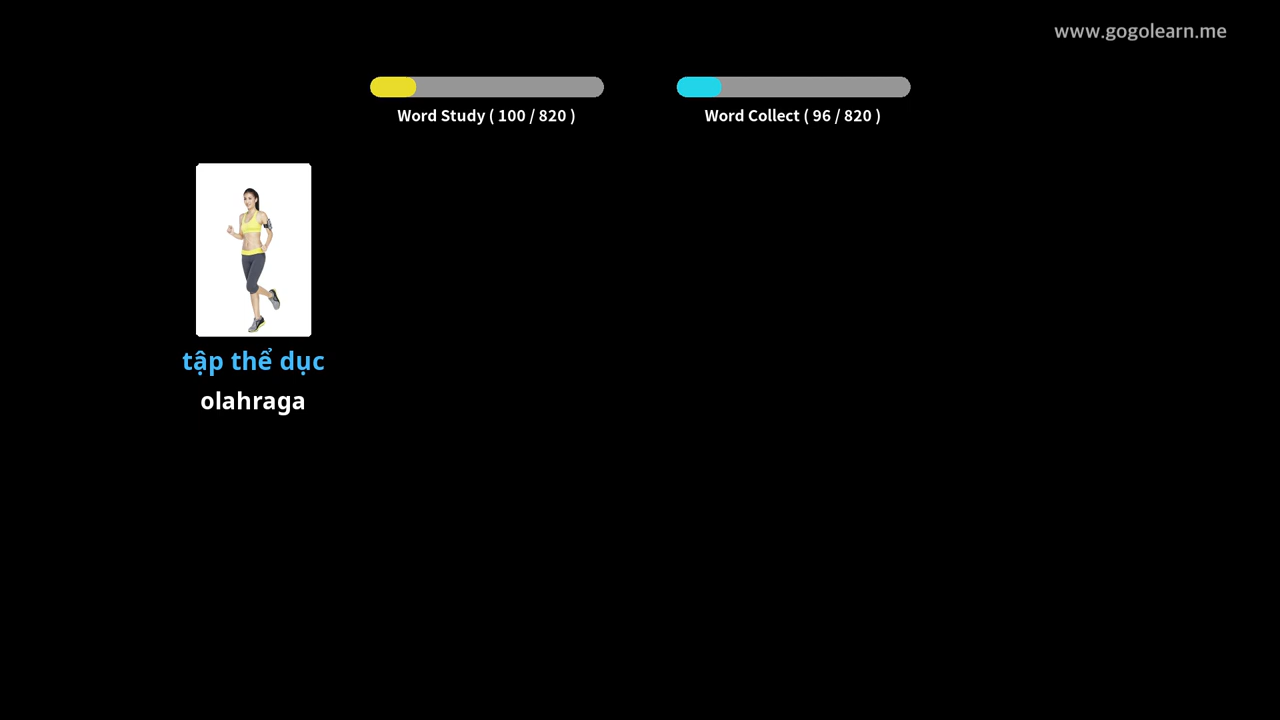 www.gogolearn.me
Word Study ( 100 / 820 )
Word Collect ( 96 / 820 )
tập thể dục
olahraga